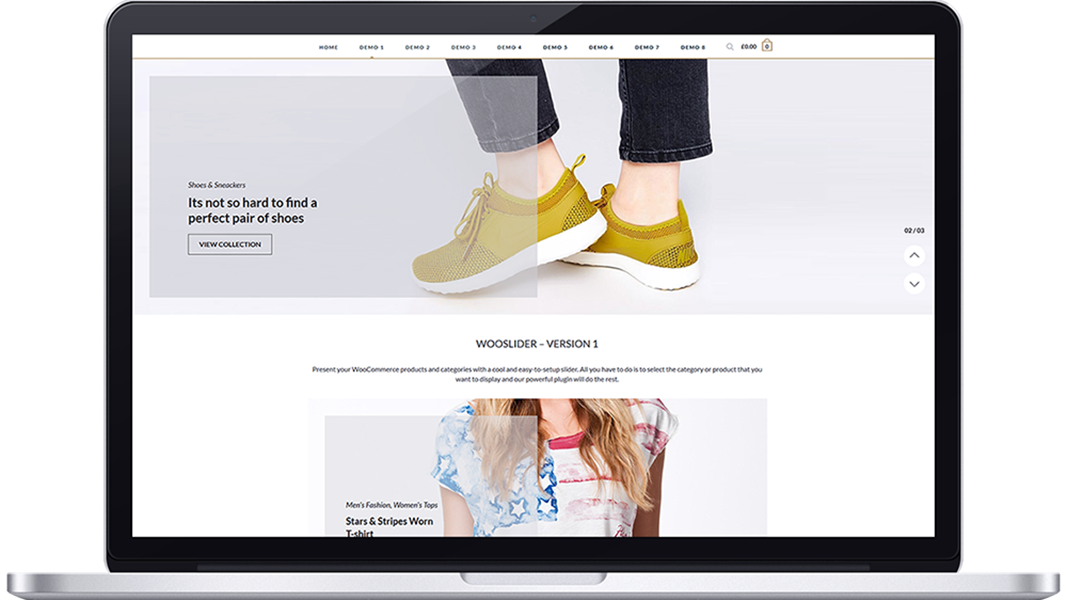 HOME DEMO 1 DEMO 2 DEMO 3 DEMO 4 DEMO 5 DEMO 6 DEMO 7 DEMO 8 £0.00 0
Shoes & Sneackers
Its not so hard to find a
perfect pair of shoes
VIEW COLLECTION
02 / 03
WOOSLIDER – VERSION 1
Present your WooCommerce products and categories with a cool and easy-to-setup slider. All you have to do is to select the category or product that you
want to display and our powerful plugin will do the rest.
Men's Fashion, Women's Tops
Stars & Stripes Worn
T-shirt